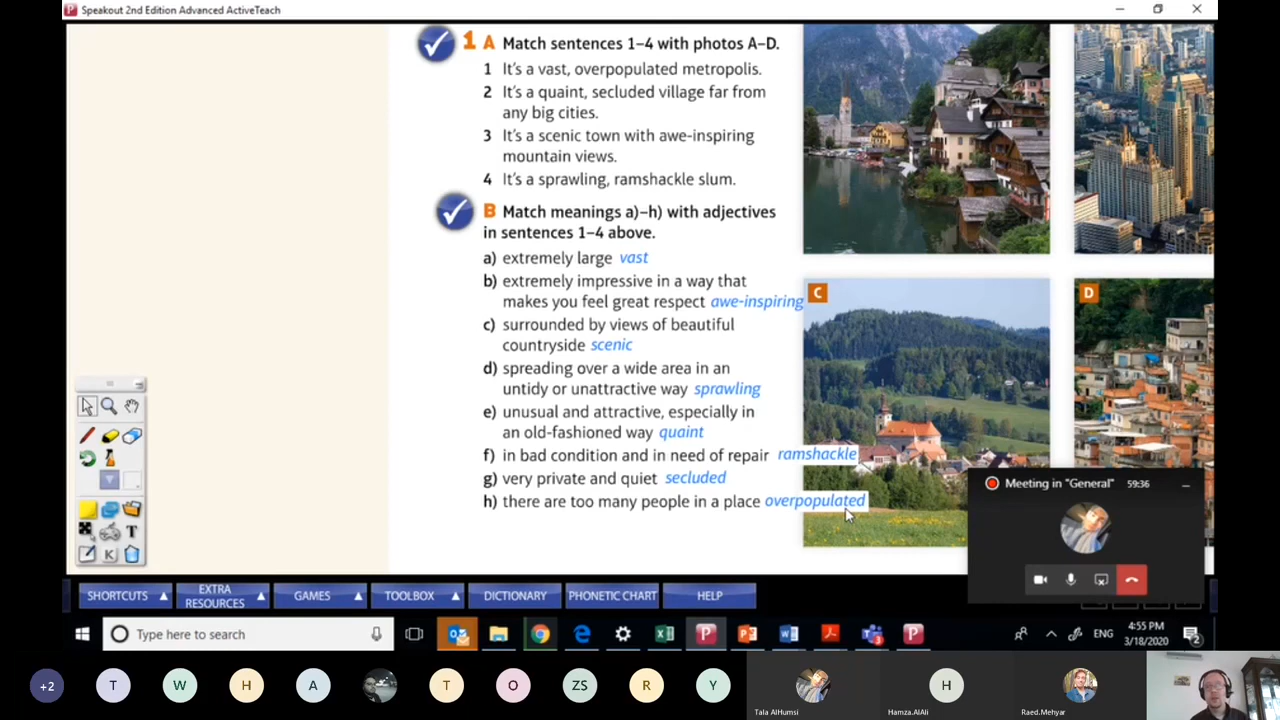 Speakout 2nd Edition Advanced ActiveTeach
1 A Match sentences 1–4 with photos A–D.
1 It's a vast, overpopulated metropolis.
2 It's a quaint, secluded village far from
any big cities.
3 It's a scenic town with awe-inspiring
mountain views.
4 It's a sprawling, ramshackle slum.
B Match meanings a)–h) with adjectives
in sentences 1–4 above.
a) extremely large vast
b) extremely impressive in a way that
makes you feel great respect awe-inspiring
c) surrounded by views of beautiful
countryside scenic
d) spreading over a wide area in an
untidy or unattractive way sprawling
e) unusual and attractive, especially in
an old-fashioned way quaint
f) in bad condition and in need of repair ramshackle
g) very private and quiet secluded
h) there are too many people in a place overpopulated
C
D
T
K
Meeting in "General" 59:36
SHORTCUTS
EXTRA
RESOURCES
GAMES
TOOLBOX
DICTIONARY
PHONETIC CHART
HELP
Type here to search
ENG
4:55 PM
3/18/2020
2
+2 T W H A T O ZS R Y H
Tala AlHumsi
Hamza.AlAli
Raed.Mehyar